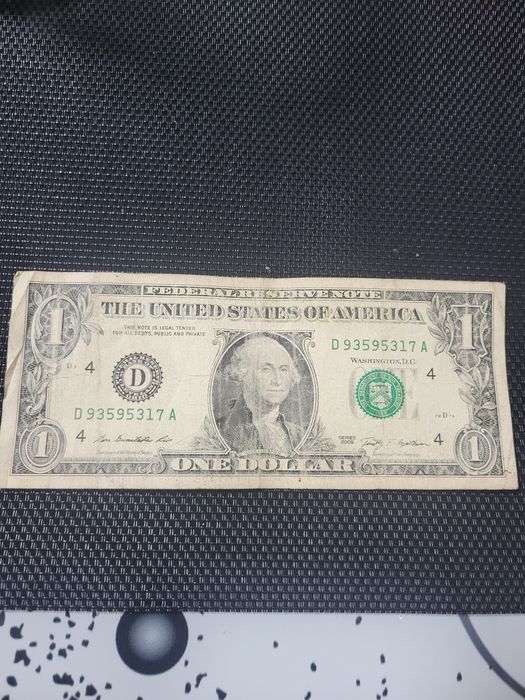 FEDERAL RESERVE NOTE
THE UNITED STATES OF AMERICA
1
1
THIS NOTE IS LEGAL TENDER
FOR ALL DEBTS, PUBLIC AND PRIVATE
D 93595317 A
WASHINGTON, D.C.
4
D
4
D 93595317 A
4
SERIES
2009
4
1
ONE DOLLAR
1